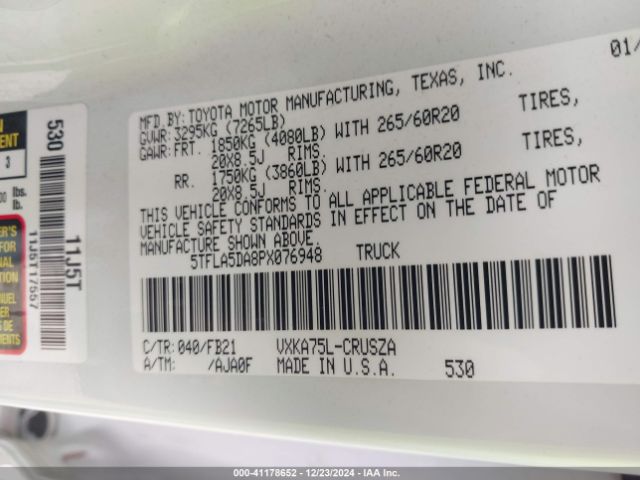 01/
MFD.BY:TOYOTA MOTOR MANUFACTURING, TEXAS, INC.
GVWR:3295KG (7265LB)
GAWR:FRT. 1850KG (4080LB) WITH 265/60R20 TIRES,
20X8.5J RIMS.
RR. 1750KG (3860LB) WITH 265/60R20 TIRES,
20X8.5J RIMS.
THIS VEHICLE CONFORMS TO ALL APPLICABLE FEDERAL MOTOR
VEHICLE SAFETY STANDARDS IN EFFECT ON THE DATE OF
MANUFACTURE SHOWN ABOVE.
5TFLA5DA8PX076948 TRUCK
C/TR:040/FB21 VXKA75L-CRUSZA
A/TM: /AJA0F MADE IN U.S.A. 530
530
11J5T
11J5T17557
3
00 lbs.
lb.
000-41178652 - 12/23/2024 - IAA Inc.